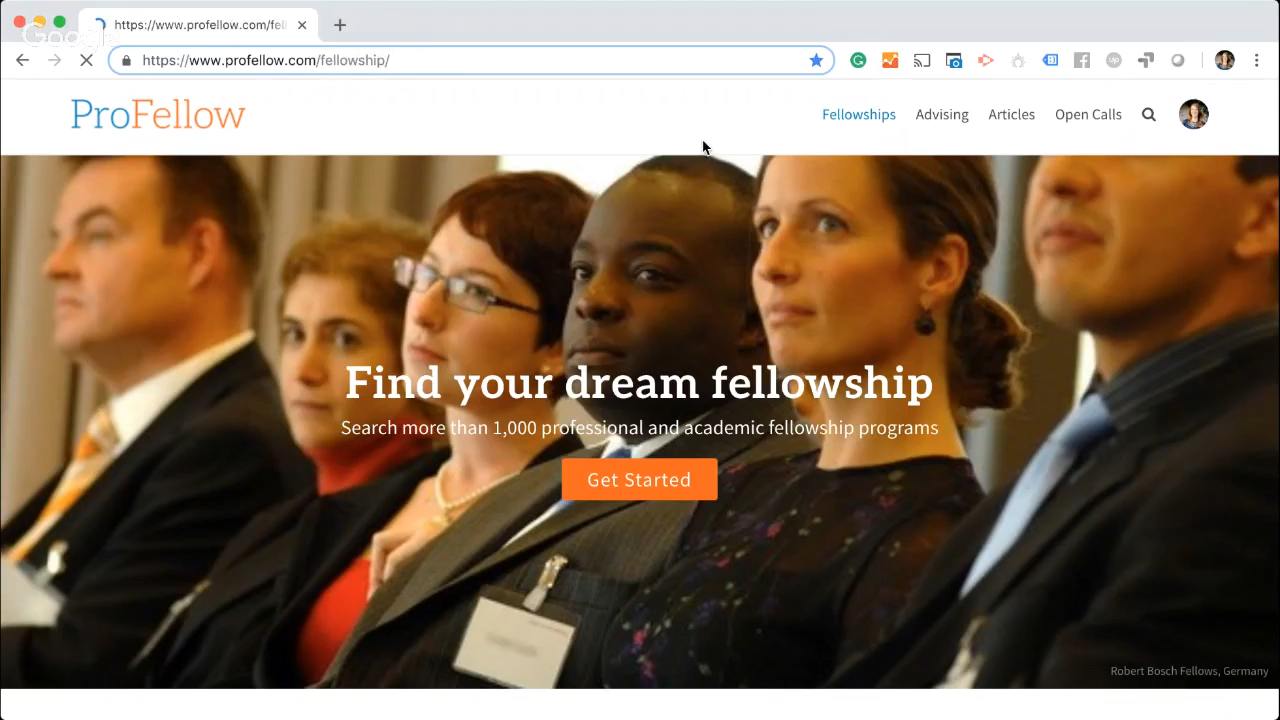 https://www.profellow.com/fel
Google
https://www.profellow.com/fellowship/
ProFellow
Fellowships
Advising
Articles
Open Calls
Find your dream fellowship
Search more than 1,000 professional and academic fellowship programs
Get Started
Robert Bosch Fellows, Germany